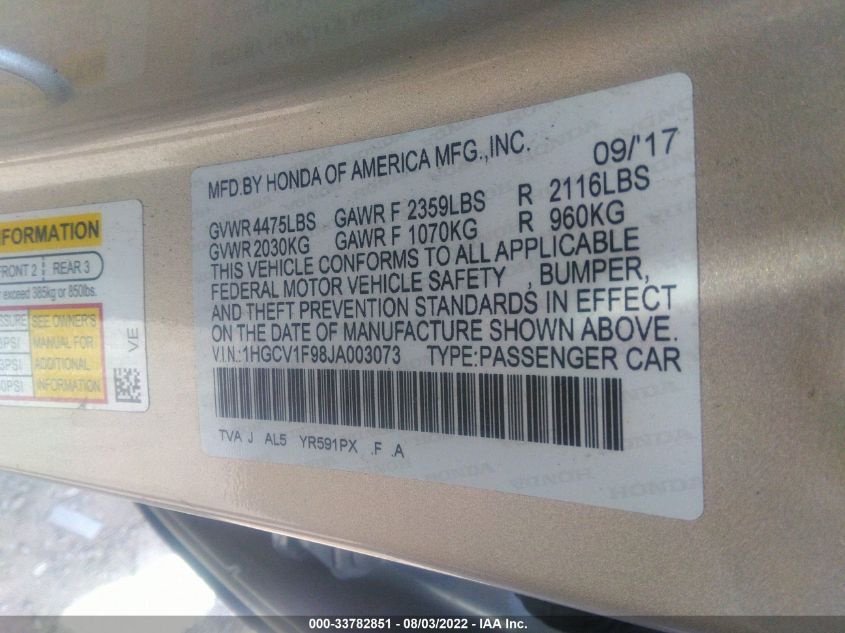 MFD.BY HONDA OF AMERICA MFG.,INC. 09/'17
GVWR 4475LBS GAWR F 2359LBS R 2116LBS
GVWR 2030KG GAWR F 1070KG R 960KG
THIS VEHICLE CONFORMS TO ALL APPLICABLE
FEDERAL MOTOR VEHICLE SAFETY , BUMPER,
AND THEFT PREVENTION STANDARDS IN EFFECT
ON THE DATE OF MANUFACTURE SHOWN ABOVE.
V.I.N.:1HGCV1F98JA003073 TYPE:PASSENGER CAR
TVA J AL5 YR591PX .F .A
FRONT 2 REAR 3
exceed 385kg or 850lbs.
SEE OWNER'S
MANUAL FOR
ADDITIONAL
INFORMATION
VE
000-33782851 - 08/03/2022 - IAA Inc.